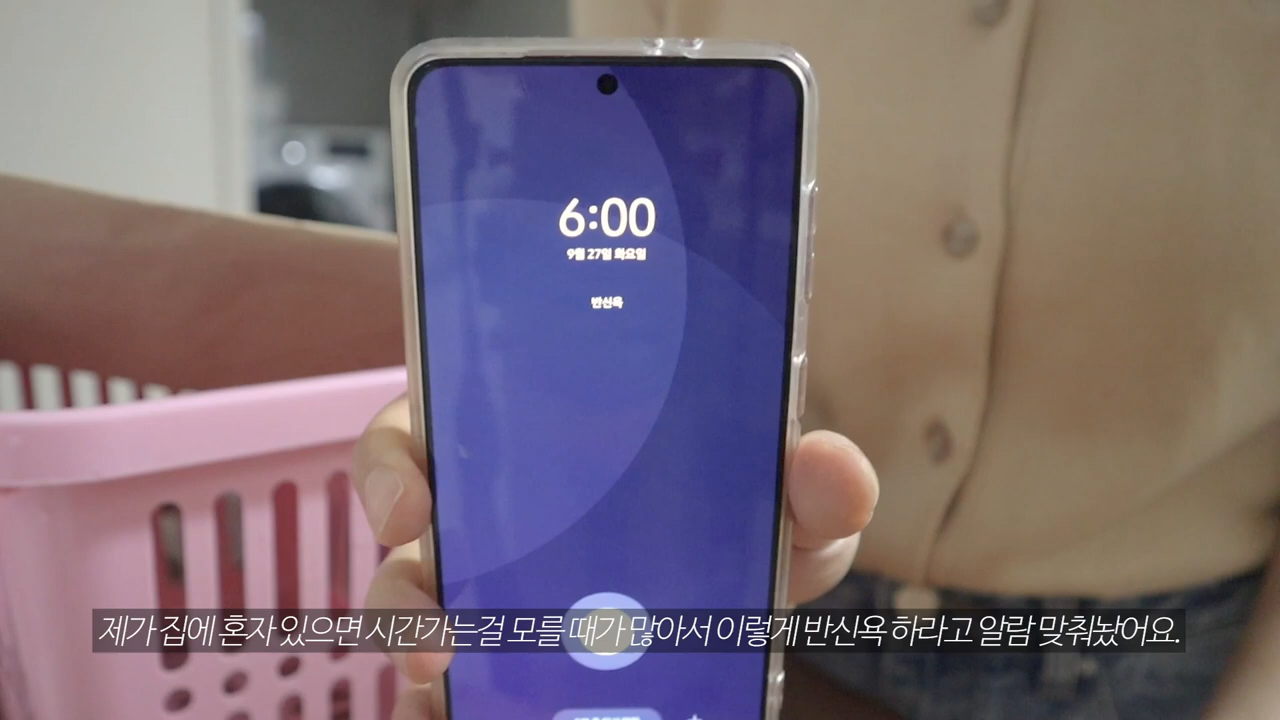 6:00
9월 27일 화요일
반신욕
제가 집에 혼자 있으면 시간가는걸 모를 때가 많아서 이렇게 반신욕 하라고 알람 맞춰놨어요.